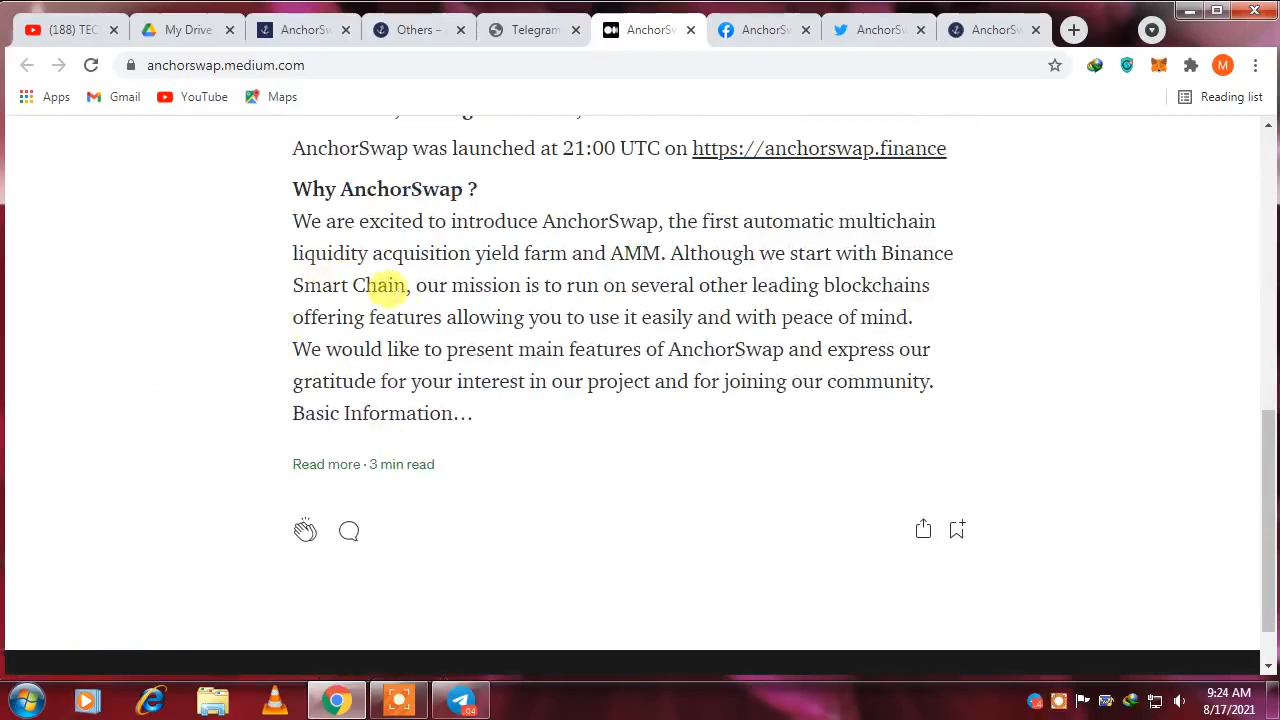 (188) TEC
My Drive
AnchorSw
Others –
Telegram
AnchorSw
AnchorSw
AnchorSw
AnchorSw
anchorswap.medium.com
M
Apps
Gmail
YouTube
Maps
Reading list
AnchorSwap was launched at 21:00 UTC on https://anchorswap.finance
Why AnchorSwap ?
We are excited to introduce AnchorSwap, the first automatic multichain
liquidity acquisition yield farm and AMM. Although we start with Binance
Smart Chain, our mission is to run on several other leading blockchains
offering features allowing you to use it easily and with peace of mind.
We would like to present main features of AnchorSwap and express our
gratitude for your interest in our project and for joining our community.
Basic Information…
Read more · 3 min read
04
9:24 AM
8/17/2021